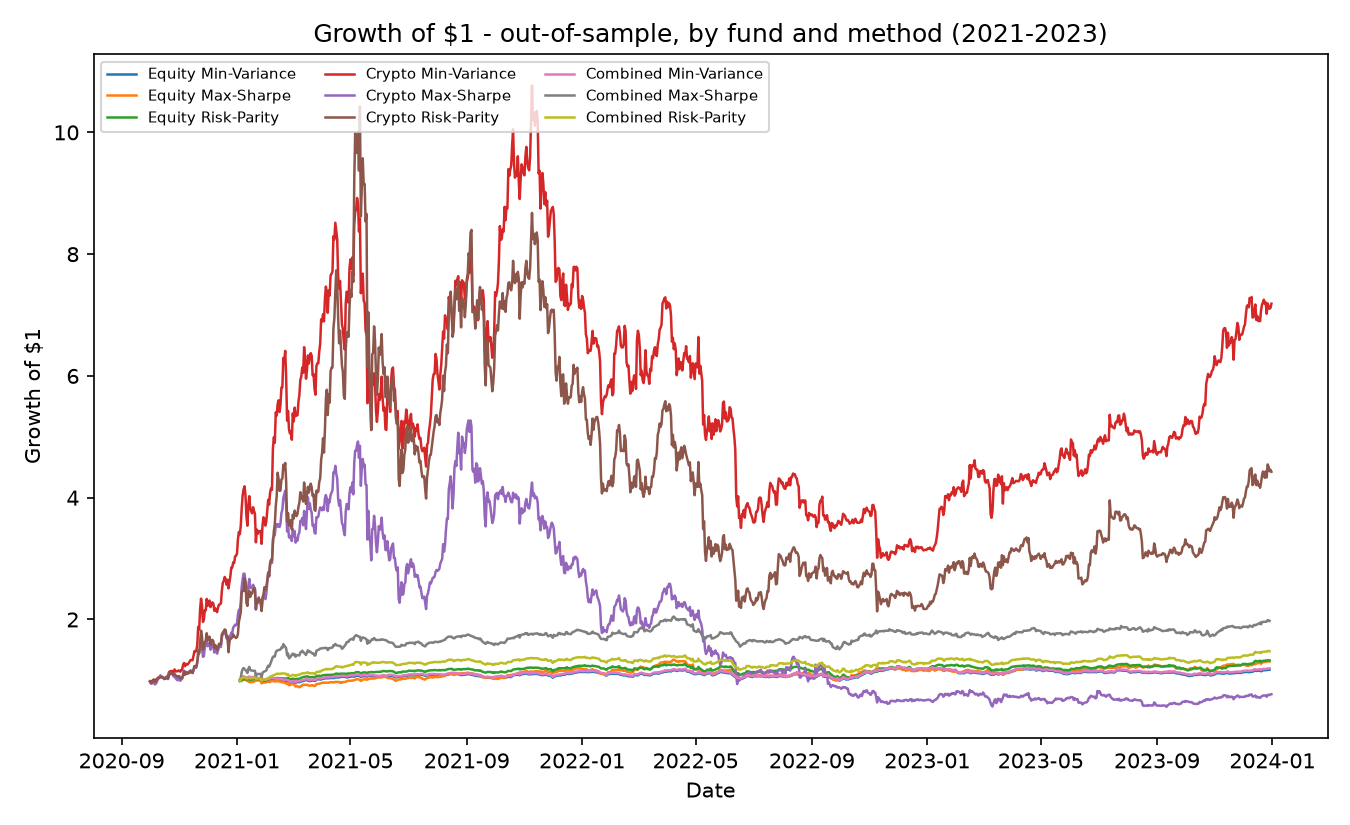 Growth of $1 - out-of-sample, by fund and method (2021-2023)
Equity Min-Variance Crypto Min-Variance Combined Min-Variance
Equity Max-Sharpe Crypto Max-Sharpe Combined Max-Sharpe
Equity Risk-Parity Crypto Risk-Parity Combined Risk-Parity
10
8
6
4
2
Growth of $1
2020-09 2021-01 2021-05 2021-09 2022-01 2022-05 2022-09 2023-01 2023-05 2023-09 2024-01
Date